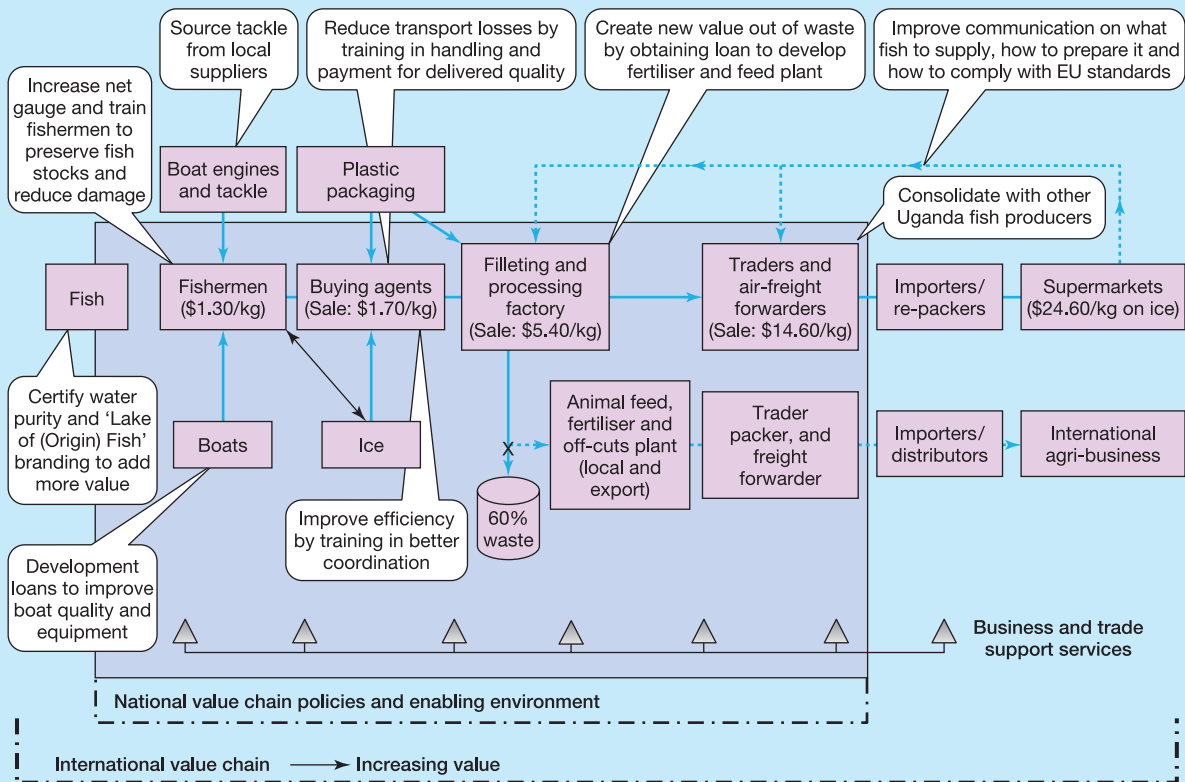 Source tackle
from local
suppliers
Reduce transport losses by
training in handling and
payment for delivered quality
Create new value out of waste
by obtaining loan to develop
fertiliser and feed plant
Improve communication on what
fish to supply, how to prepare it and
how to comply with EU standards
Increase net
gauge and train
fishermen to
preserve fish
stocks and
reduce damage
Boat engines
and tackle
Plastic
packaging
Consolidate with other
Uganda fish producers
Fish
Fishermen
($1.30/kg)
Buying agents
(Sale: $1.70/kg)
Filleting and
processing
factory
(Sale: $5.40/kg)
Traders and
air-freight
forwarders
(Sale: $14.60/kg)
Importers/
re-packers
Supermarkets
($24.60/kg on ice)
Certify water
purity and ‘Lake
of (Origin) Fish’
branding to add
more value
Boats
Ice
X
Animal feed,
fertiliser and
off-cuts plant
(local and
export)
Trader
packer, and
freight
forwarder
Importers/
distributors
International
agri-business
60%
waste
Improve efficiency
by training in better
coordination
Development
loans to improve
boat quality and
equipment
Business and trade
support services
National value chain policies and enabling environment
International value chain
Increasing value